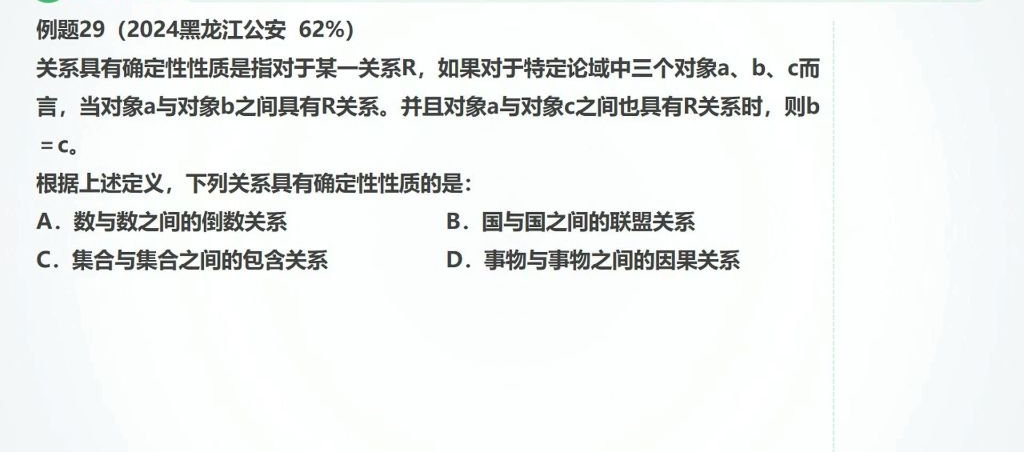 例题29（2024黑龙江公安 62%）
关系具有确定性性质是指对于某一关系R，如果对于特定论域中三个对象a、b、c而
言，当对象a与对象b之间具有R关系。并且对象a与对象c之间也具有R关系时，则b
=c。
根据上述定义，下列关系具有确定性性质的是：
A．数与数之间的倒数关系 B．国与国之间的联盟关系
C．集合与集合之间的包含关系 D．事物与事物之间的因果关系